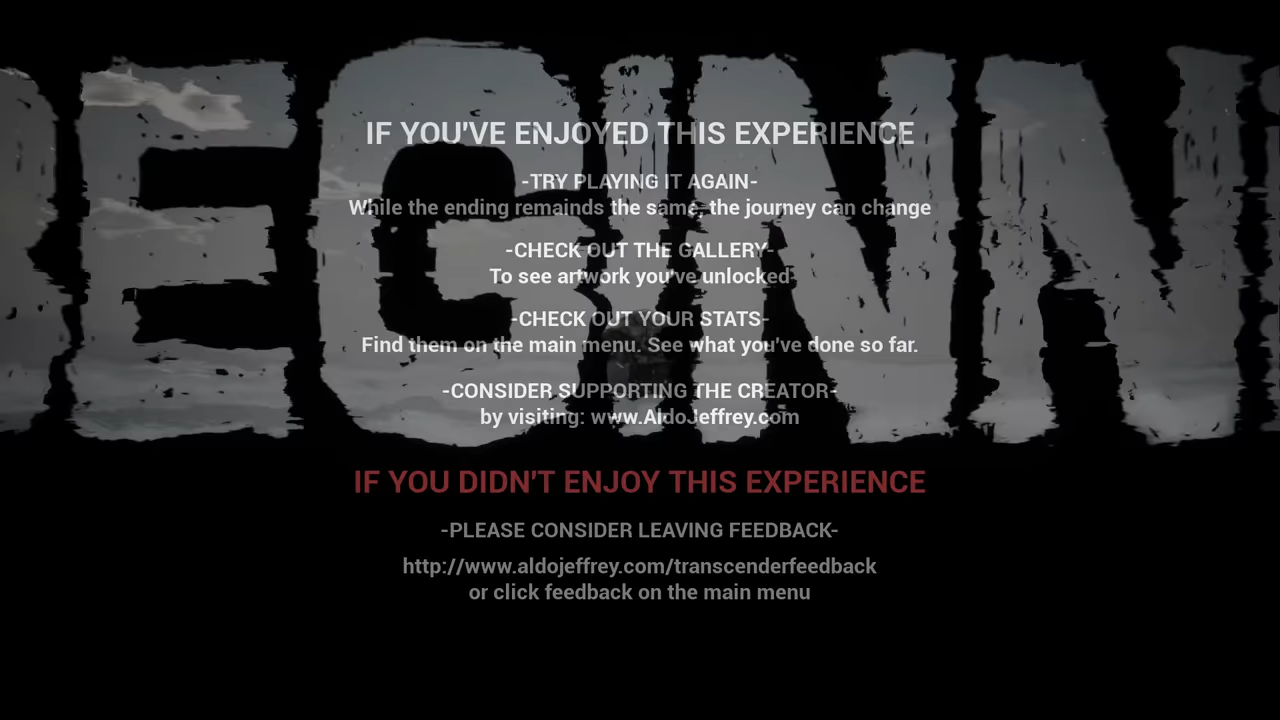 EGINN
IF YOU'VE ENJOYED THIS EXPERIENCE
-TRY PLAYING IT AGAIN-
While the ending remainds the same, the journey can change
-CHECK OUT THE GALLERY-
To see artwork you've unlocked
-CHECK OUT YOUR STATS-
Find them on the main menu. See what you've done so far.
-CONSIDER SUPPORTING THE CREATOR-
by visiting: www.AldoJeffrey.com
IF YOU DIDN'T ENJOY THIS EXPERIENCE
-PLEASE CONSIDER LEAVING FEEDBACK-
http://www.aldojeffrey.com/transcenderfeedback
or click feedback on the main menu